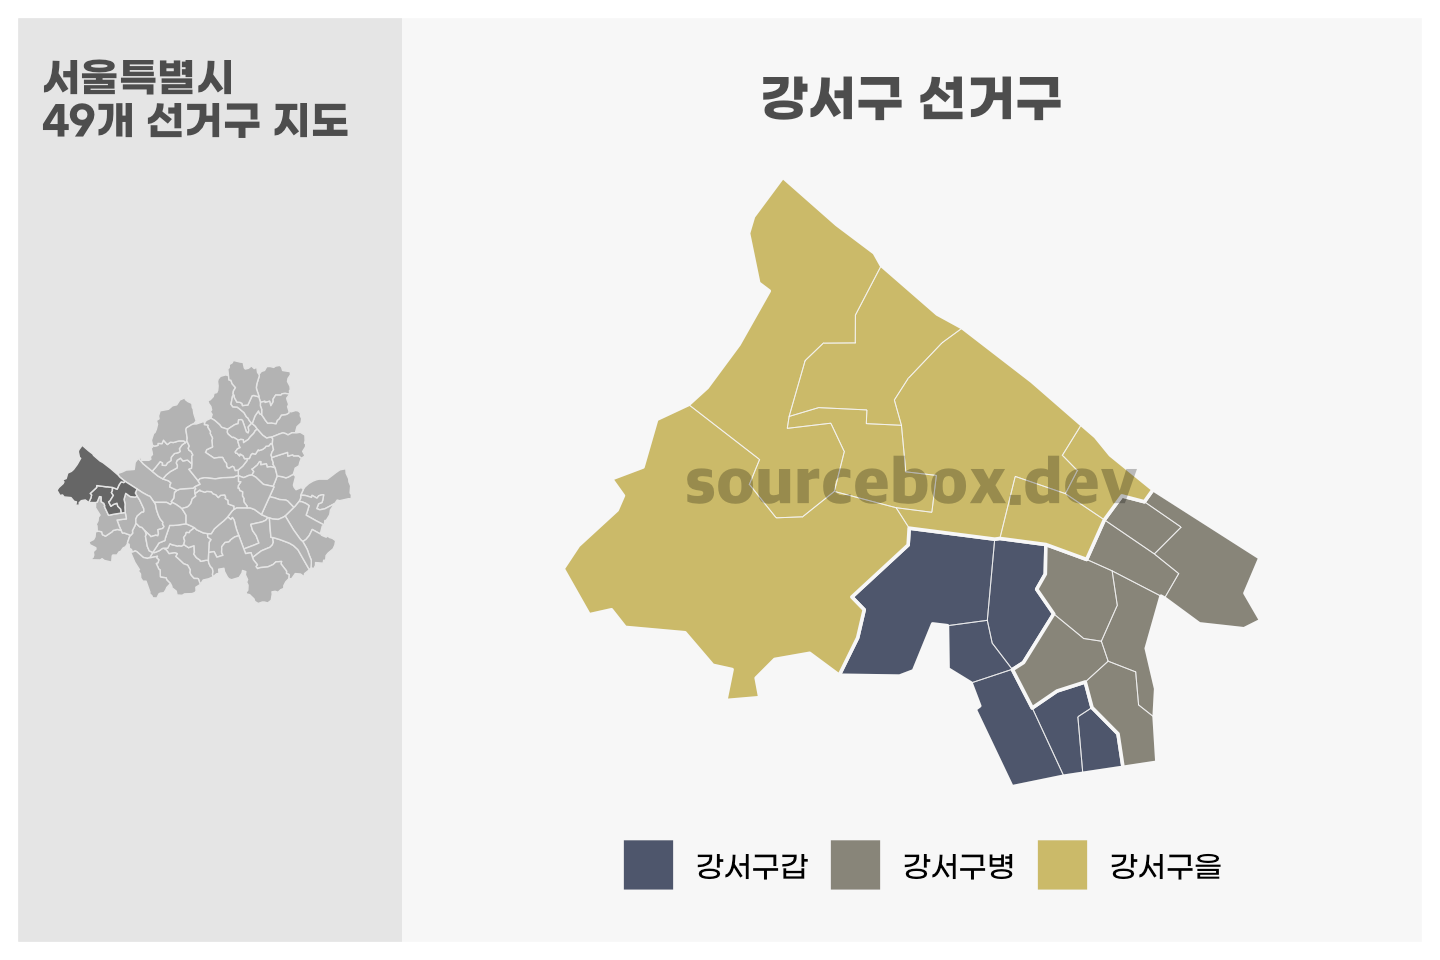 서울특별시
49개 선거구 지도
강서구 선거구
sourcebox.dev
강서구갑
강서구병
강서구을